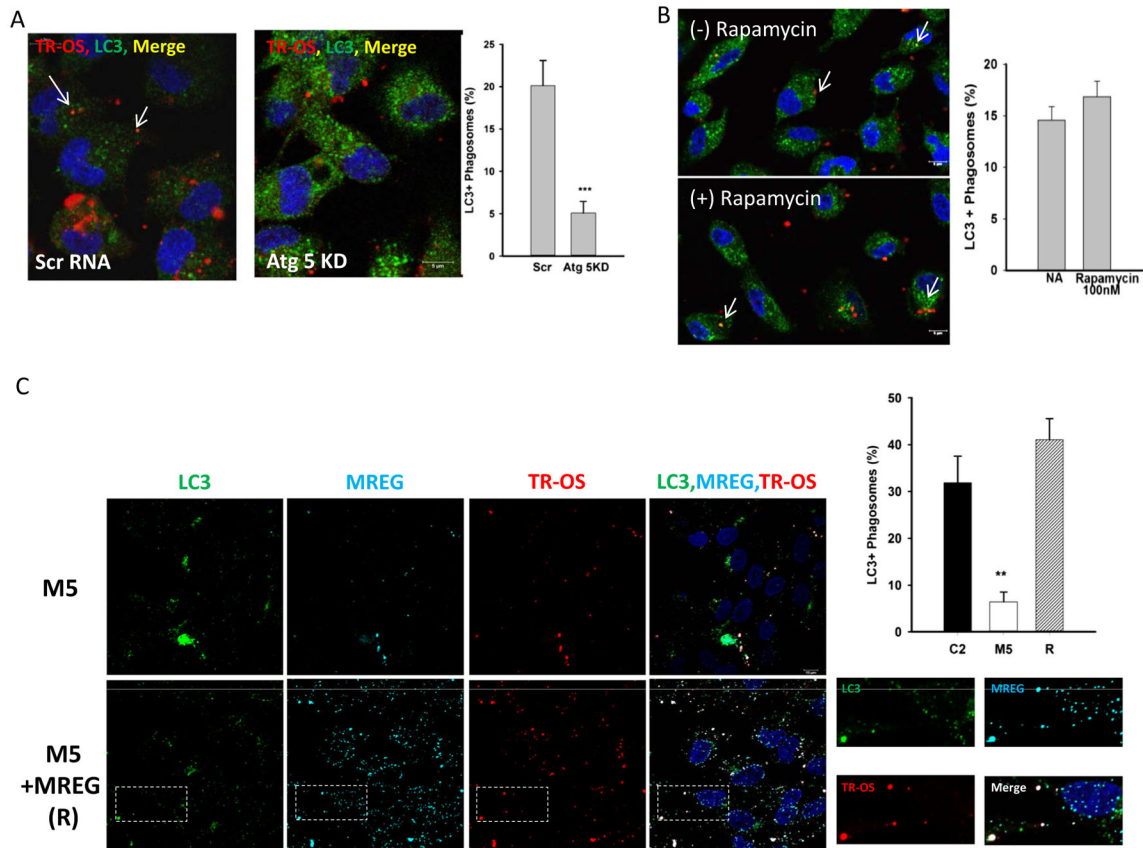 A
TR-OS, LC3, Merge
Scr RNA
TR-OS, LC3, Merge
Atg 5 KD
5 μm
LC3+ Phagosomes (%)
25
20
15
10
5
0
***
Scr
Atg 5KD
B
(-) Rapamycin
(+) Rapamycin
LC3 + Phagosomes (%)
20
15
10
5
0
NA
Rapamycin
100nM
C
LC3
MREG
TR-OS
LC3,MREG,TR-OS
M5
M5
+MREG
(R)
LC3+ Phagosomes (%)
50
40
30
20
10
0
**
C2
M5
R
LC3
MREG
TR-OS
Merge